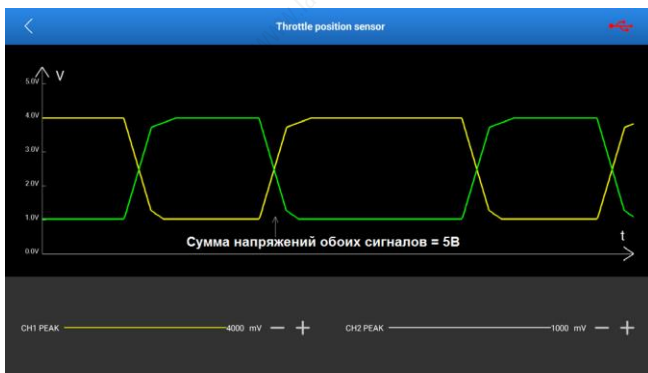 Throttle position sensor
V
5.0V
4.0V
3.0V
2.0V
1.0V
0.0V
Сумма напряжений обоих сигналов = 5В
t
CH1 PEAK 4000 mV — + CH2 PEAK 1000 mV — +